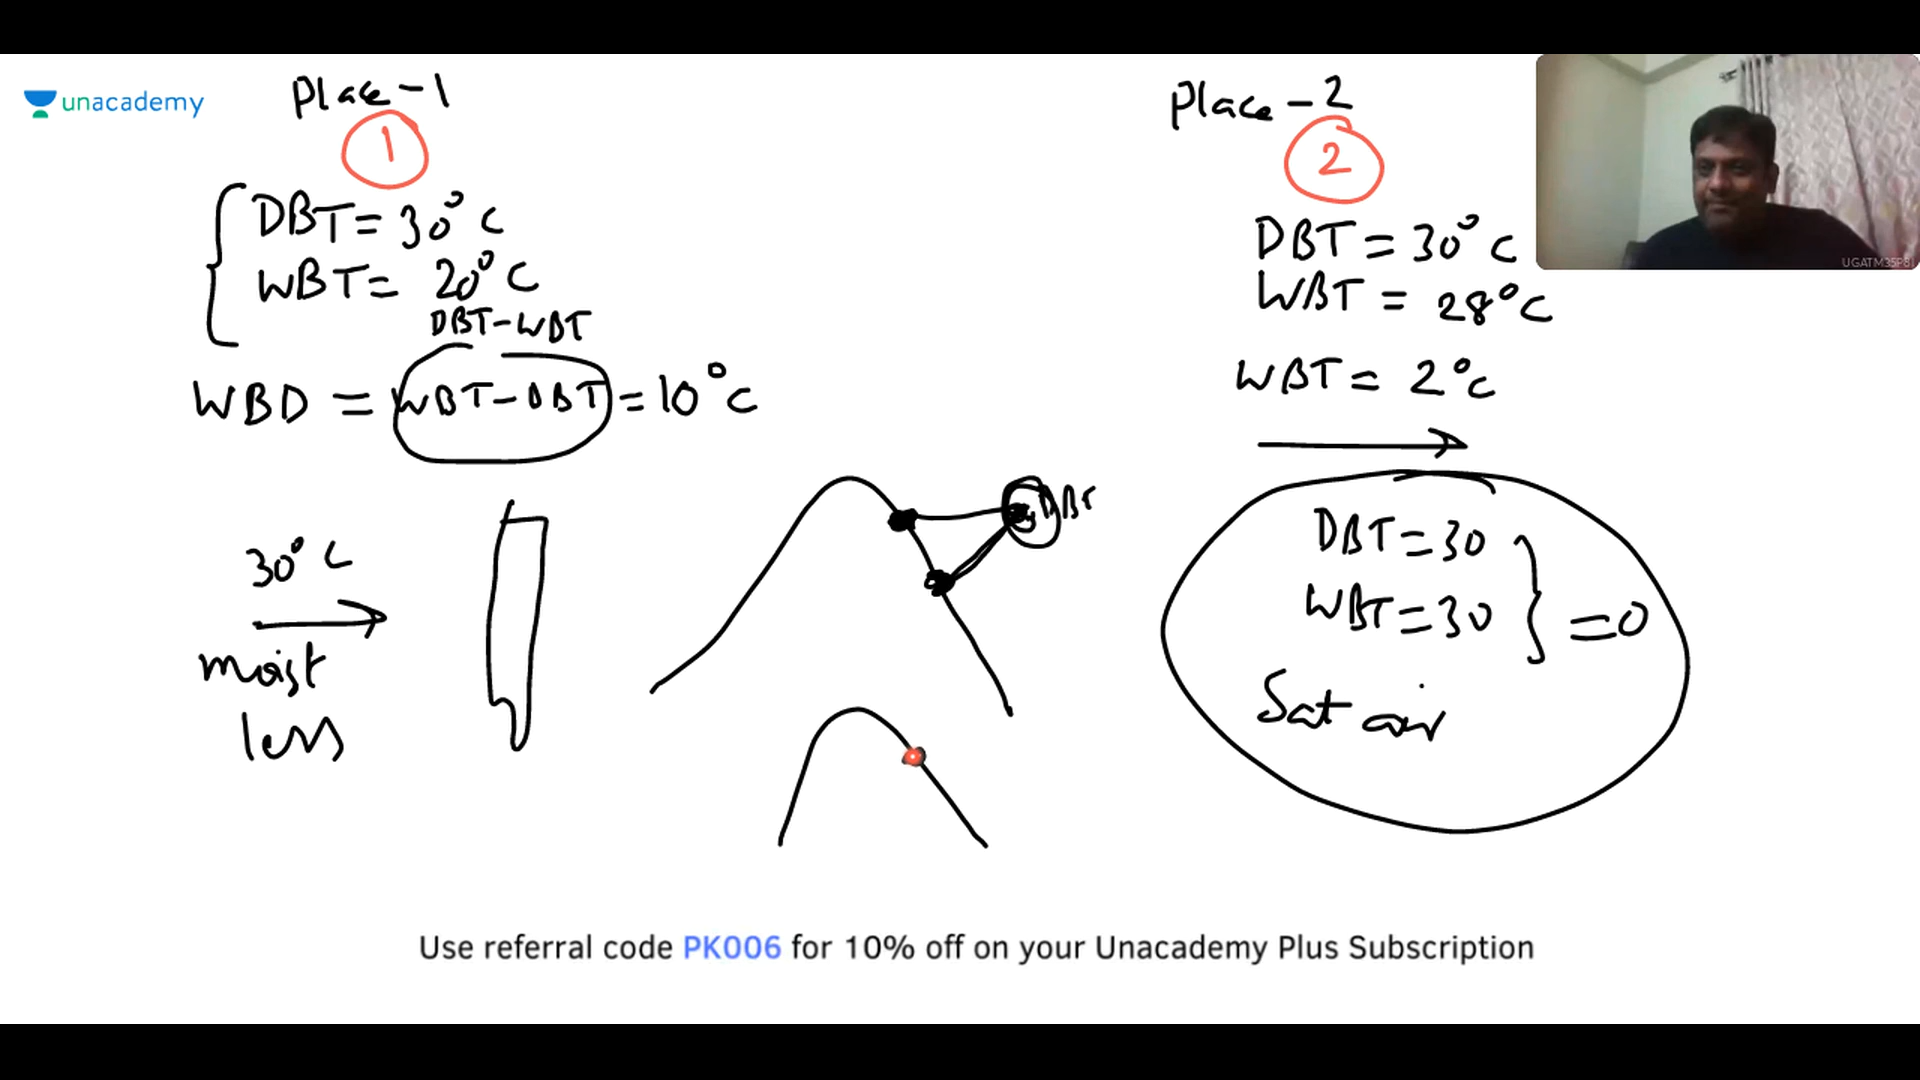 unacademy
Place-1
1
DBT = 30°C
WBT = 20°C
DBT-WBT
WBD = WBT-DBT = 10°C
30°C
moist
less
DBT
Place-2
2
DBT = 30°C
WBT = 28°C
WBT = 2°C
DBT = 30
WBT = 30
= 0
Sat air
UGATM35P8I
Use referral code PK006 for 10% off on your Unacademy Plus Subscription